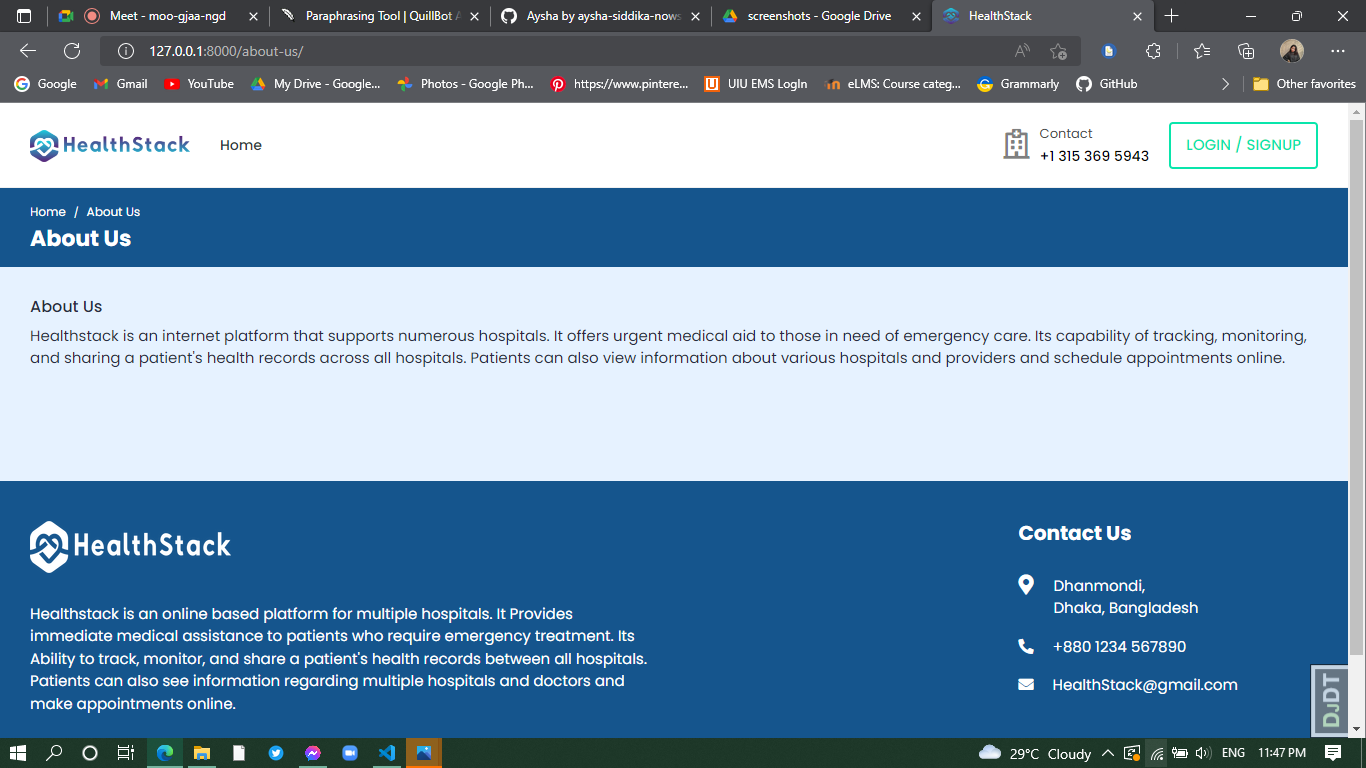 Meet - moo-gjaa-ngd
Paraphrasing Tool | QuillBot A
Aysha by aysha-siddika-nows
screenshots - Google Drive
HealthStack
127.0.0.1:8000/about-us/
Google
Gmail
YouTube
My Drive - Google...
Photos - Google Ph...
https://www.pintere...
UIU EMS LogIn
eLMS: Course categ...
Grammarly
GitHub
Other favorites
HealthStack
Home
Contact
+1 315 369 5943
LOGIN / SIGNUP
Home / About Us
About Us
About Us
Healthstack is an internet platform that supports numerous hospitals. It offers urgent medical aid to those in need of emergency care. Its capability of tracking, monitoring,
and sharing a patient's health records across all hospitals. Patients can also view information about various hospitals and providers and schedule appointments online.
HealthStack
Healthstack is an online based platform for multiple hospitals. It Provides
immediate medical assistance to patients who require emergency treatment. Its
Ability to track, monitor, and share a patient's health records between all hospitals.
Patients can also see information regarding multiple hospitals and doctors and
make appointments online.
Contact Us
Dhanmondi,
Dhaka, Bangladesh
+880 1234 567890
HealthStack@gmail.com
DJDT
29°C Cloudy
ENG
11:47 PM